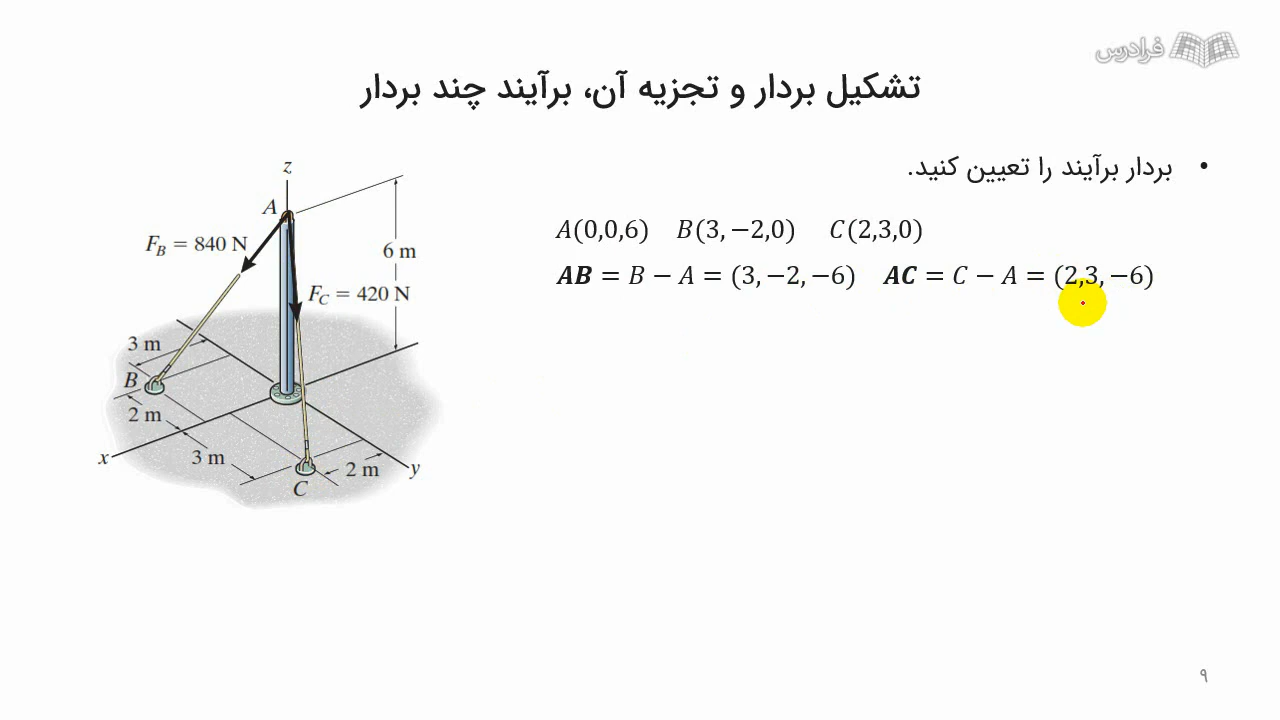 فرادرس
تشکیل بردار و تجزیه آن، برآیند چند بردار
• بردار برآیند را تعیین کنید.
A(0,0,6) B(3,−2,0) C(2,3,0)
AB = B − A = (3,−2,−6) AC = C − A = (2,3,−6)
z
A
F_B = 840 N
6 m
F_C = 420 N
3 m
B
2 m
x
3 m
2 m
y
C
۹